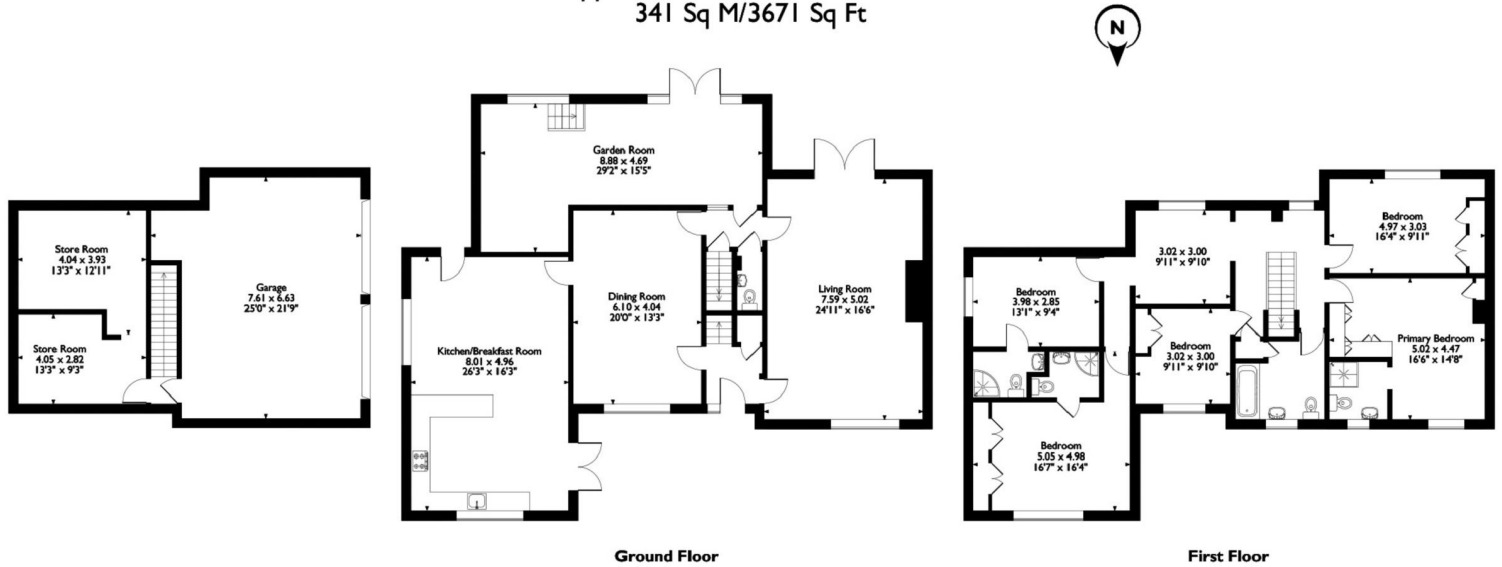 341 Sq M/3671 Sq Ft
N
Store Room
4.04 x 3.93
13'3" x 12'11"
Store Room
4.05 x 2.82
13'3" x 9'3"
Garage
7.61 x 6.63
25'0" x 21'9"
Garden Room
8.88 x 4.69
29'2" x 15'5"
Dining Room
6.10 x 4.04
20'0" x 13'3"
Kitchen/Breakfast Room
8.01 x 4.96
26'3" x 16'3"
Living Room
7.59 x 5.02
24'11" x 16'6"
Ground Floor
Bedroom
4.97 x 3.03
16'4" x 9'11"
3.02 x 3.00
9'11" x 9'10"
Bedroom
3.98 x 2.85
13'1" x 9'4"
Bedroom
3.02 x 3.00
9'11" x 9'10"
Primary Bedroom
5.02 x 4.47
16'6" x 14'8"
Bedroom
5.05 x 4.98
16'7" x 16'4"
First Floor